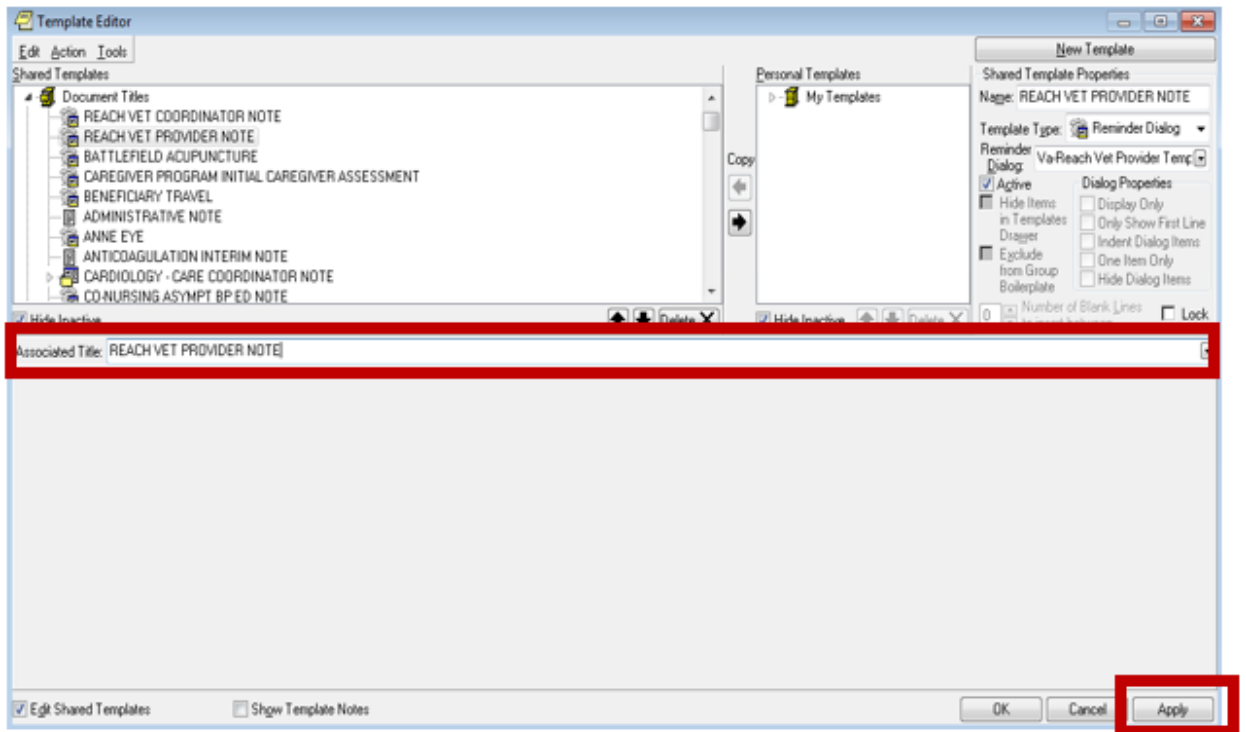 Template Editor
Edit Action Tools
New Template
Shared Templates
Document Titles
REACH VET COORDINATOR NOTE
REACH VET PROVIDER NOTE
BATTLEFIELD ACUPUNCTURE
CAREGIVER PROGRAM INITIAL CAREGIVER ASSESSMENT
BENEFICIARY TRAVEL
ADMINISTRATIVE NOTE
ANNE EYE
ANTICOAGULATION INTERIM NOTE
CARDIOLOGY - CARE COORDINATOR NOTE
CO-NURSING ASYMPT BP ED NOTE
Hide Inactive
Delete
Copy
Personal Templates
My Templates
Hide Inactive
Delete
Shared Template Properties
Name: REACH VET PROVIDER NOTE
Template Type: Reminder Dialog
Reminder Dialog: Va-Reach Vet Provider Temp
Active
Hide Items
in Templates
Drawer
Exclude
from Group
Boilerplate
Dialog Properties
Display Only
Only Show First Line
Indent Dialog Items
One Item Only
Hide Dialog Items
0 Number of Blank Lines
to insert between
Lock
Associated Title: REACH VET PROVIDER NOTE
Edit Shared Templates
Show Template Notes
OK
Cancel
Apply